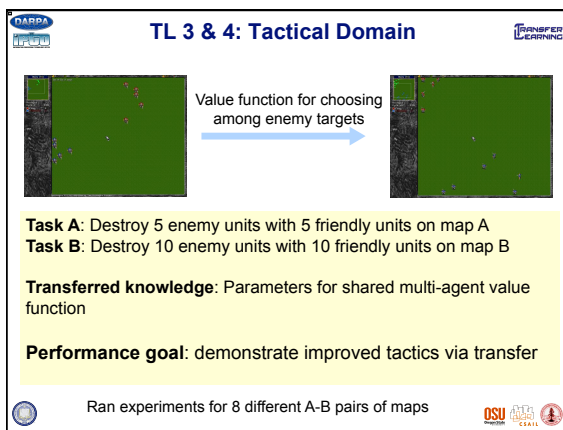 DARPA
IPTO
TL 3 & 4: Tactical Domain
TRANSFER
LEARNING
Value function for choosing
among enemy targets
Task A: Destroy 5 enemy units with 5 friendly units on map A
Task B: Destroy 10 enemy units with 10 friendly units on map B
Transferred knowledge: Parameters for shared multi-agent value
function
Performance goal: demonstrate improved tactics via transfer
Ran experiments for 8 different A-B pairs of maps
OSU
Oregon State
CSAIL